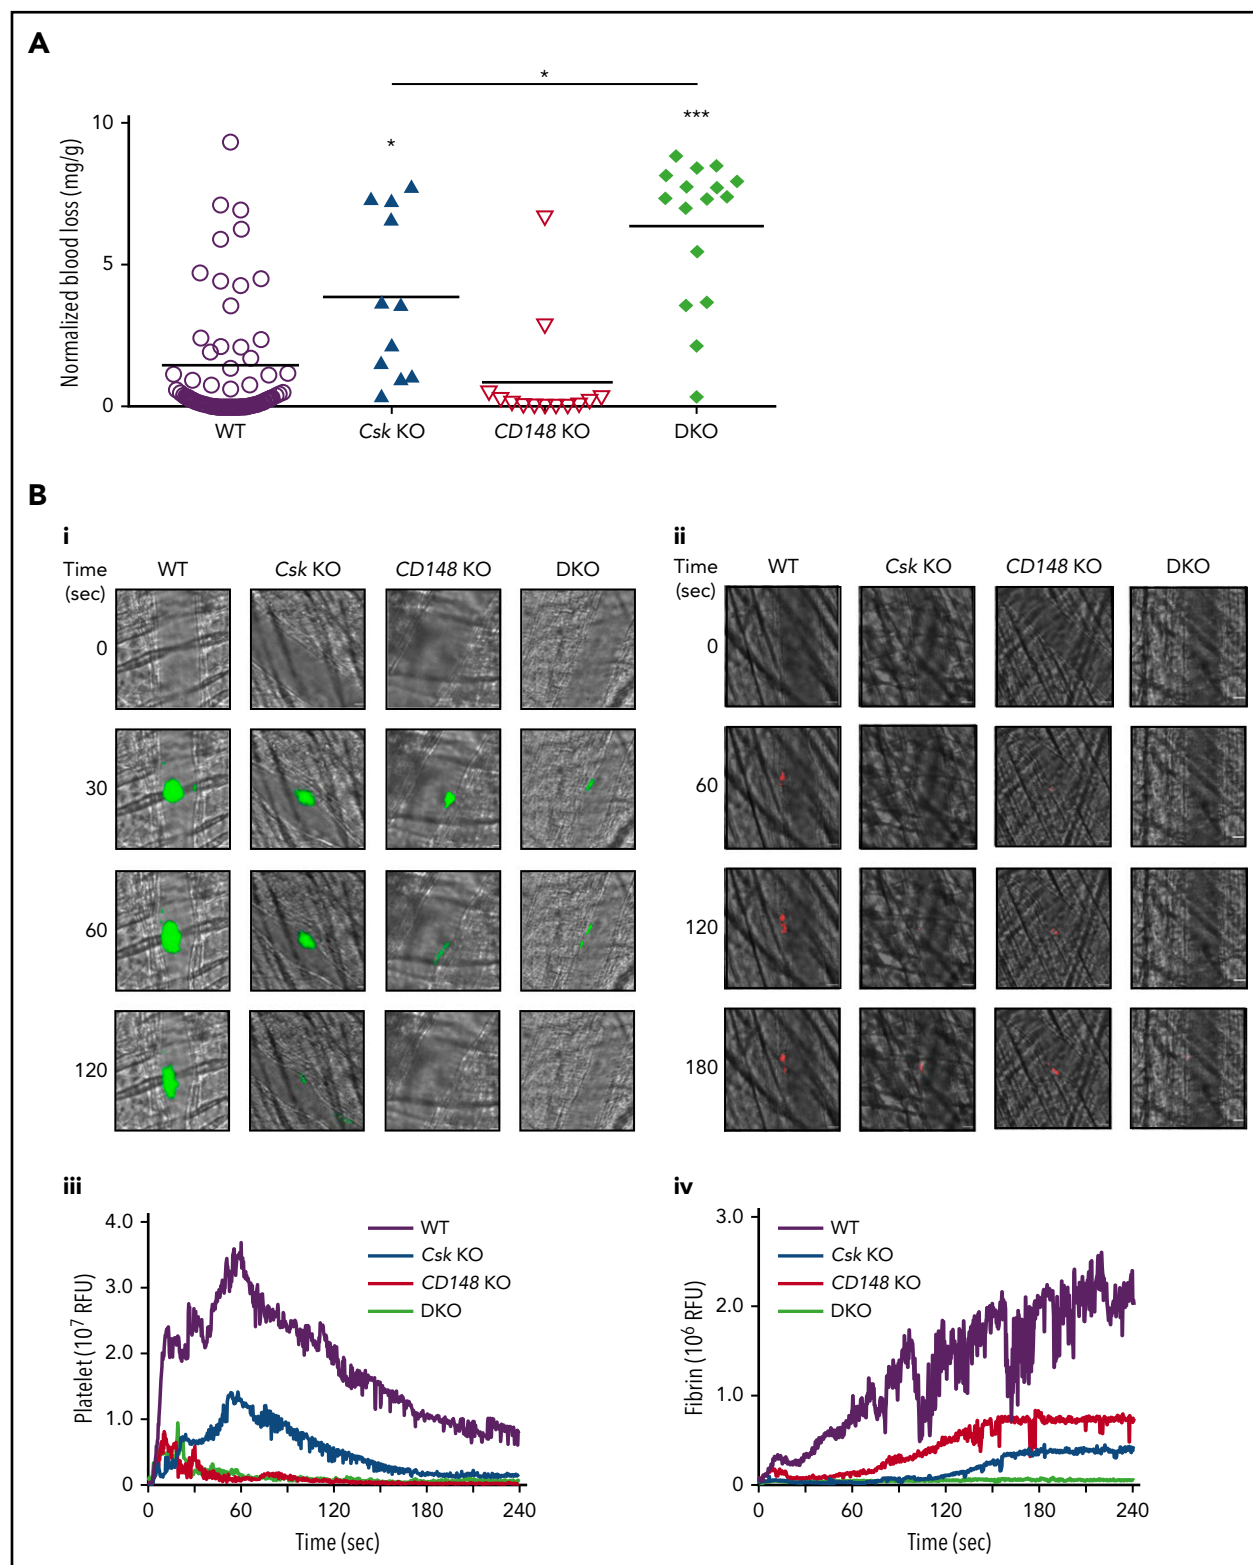 A
*
***
*
10
5
0
Normalized blood loss (mg/g)
WT Csk KO CD148 KO DKO
B
i
Time (sec) WT Csk KO CD148 KO DKO
0
30
60
120
ii
Time (sec) WT Csk KO CD148 KO DKO
0
60
120
180
iii
4.0
3.0
2.0
1.0
0
Platelet (10⁷ RFU)
WT
Csk KO
CD148 KO
DKO
0 60 120 180 240
Time (sec)
iv
3.0
2.0
1.0
0
Fibrin (10⁶ RFU)
WT
Csk KO
CD148 KO
DKO
0 60 120 180 240
Time (sec)